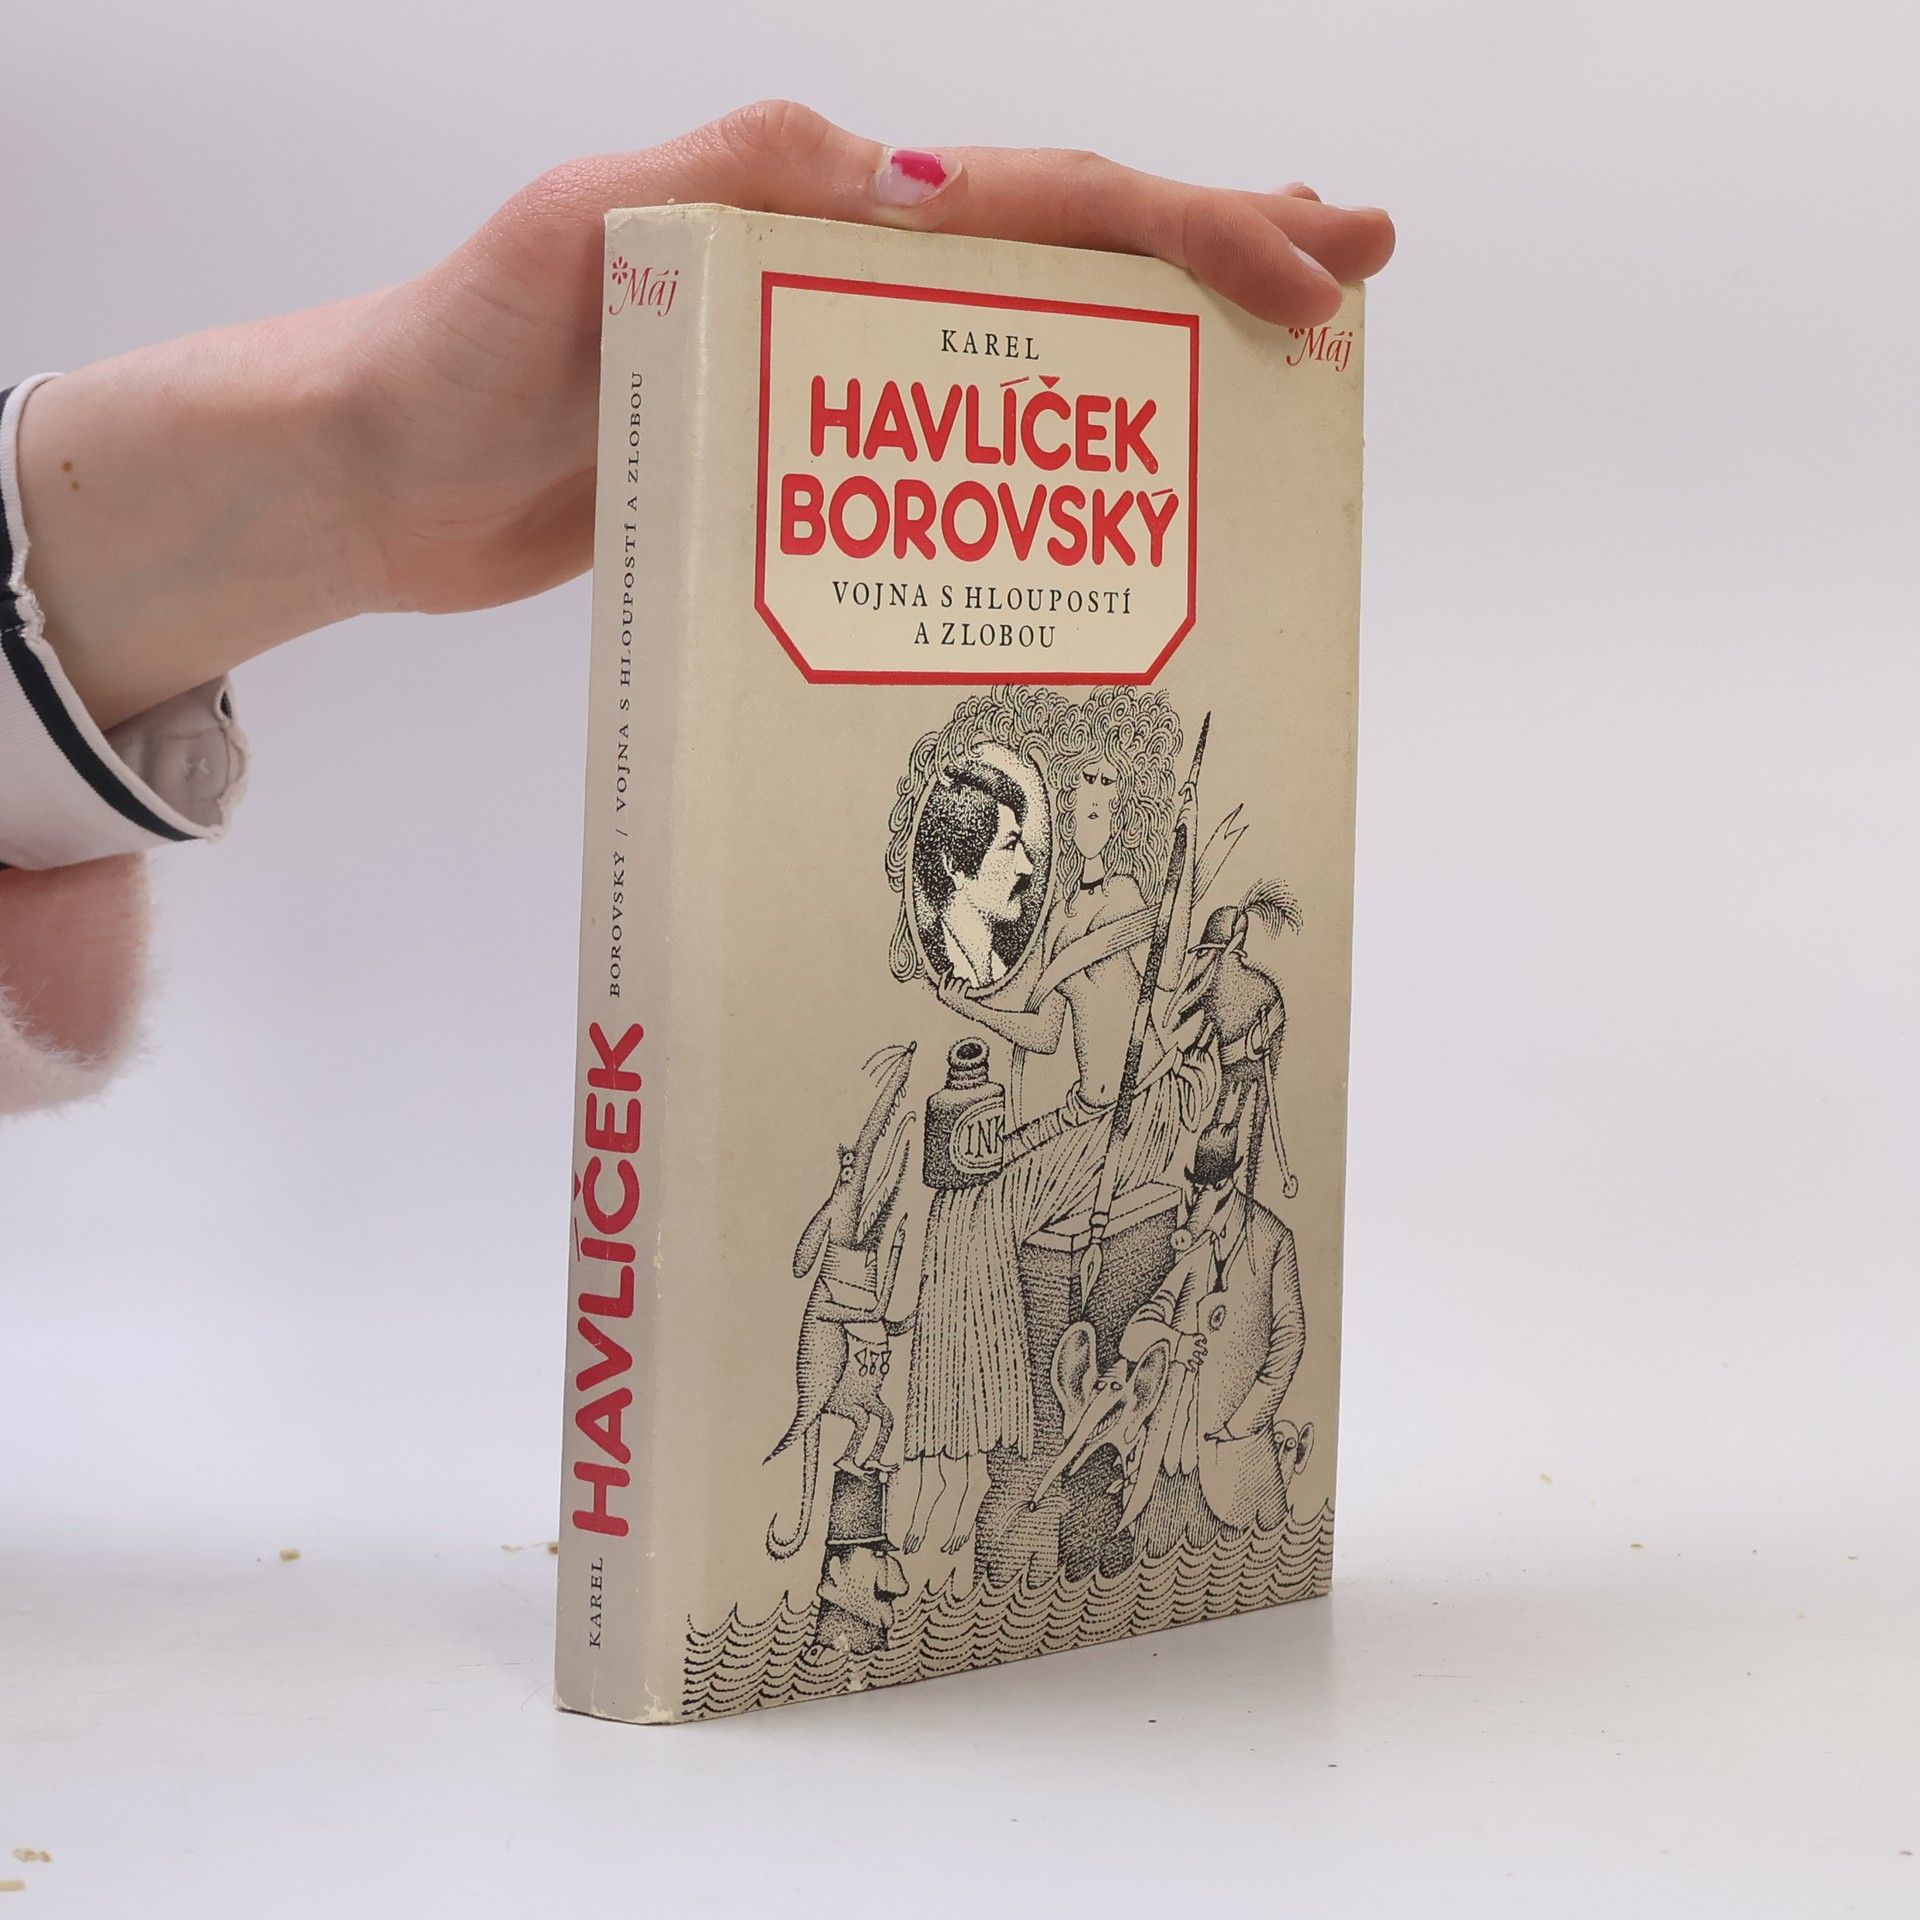 Máj
KAREL HAVLÍČEK BOROVSKÝ / VOJNA S HLOUPOSTÍ A ZLOBOU
Máj
KAREL
HAVLÍČEK
BOROVSKÝ
VOJNA S HLOUPOSTÍ
A ZLOBOU
INK